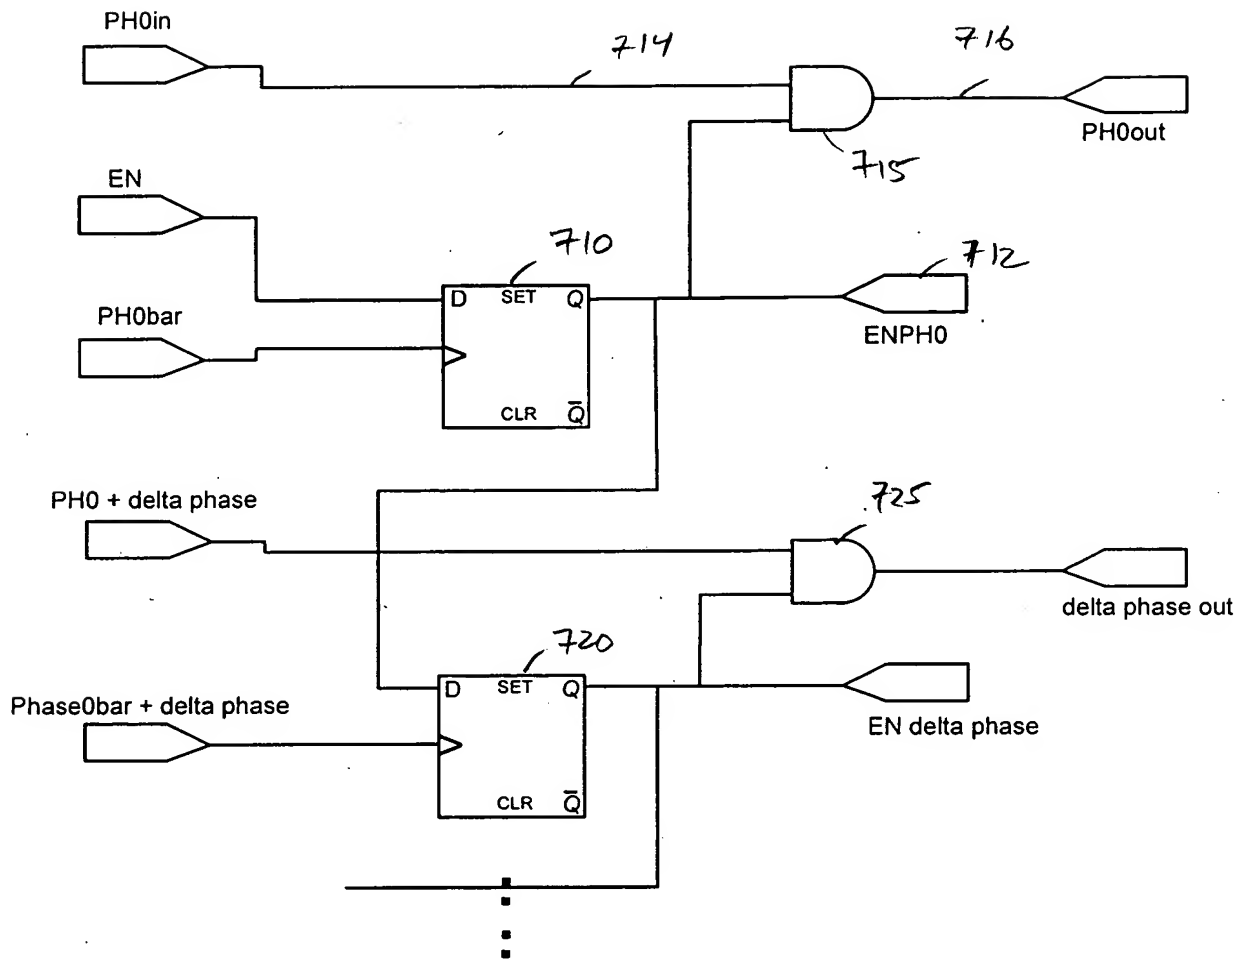 PH0in
714
716
PH0out
715
EN
710
712
D SET Q
PH0bar
ENPH0
CLR Q̅
PH0 + delta phase
725
delta phase out
720
D SET Q
Phase0bar + delta phase
EN delta phase
CLR Q̅